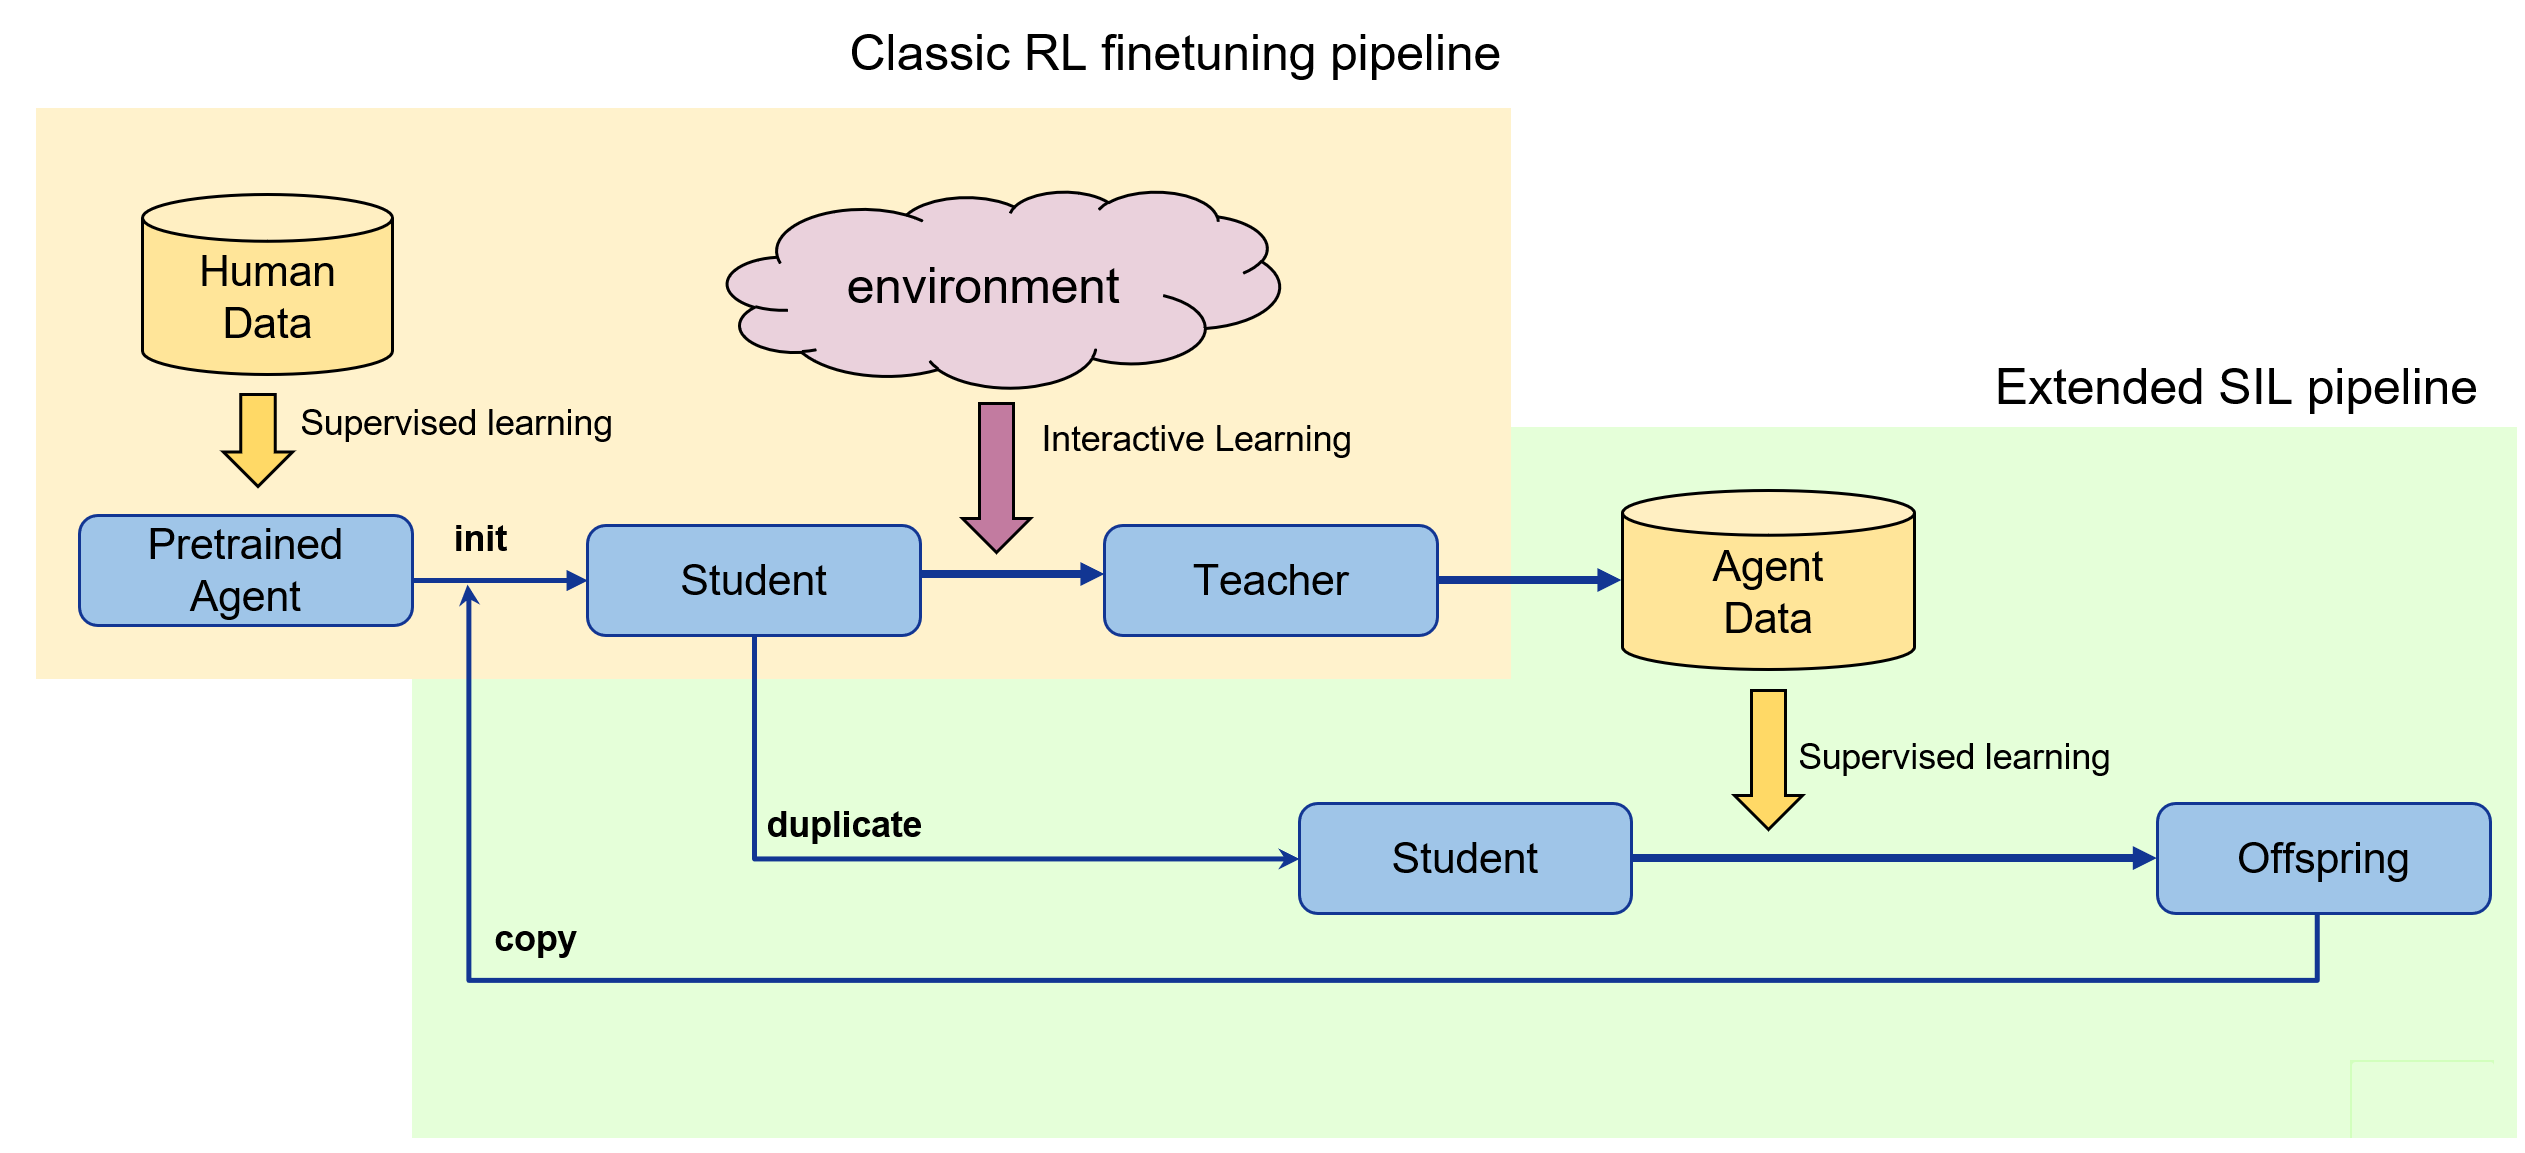 Classic RL finetuning pipeline
Human
Data
environment
Supervised learning
Interactive Learning
Extended SIL pipeline
Pretrained
Agent
init
Student
Teacher
Agent
Data
Supervised learning
duplicate
Student
Offspring
copy